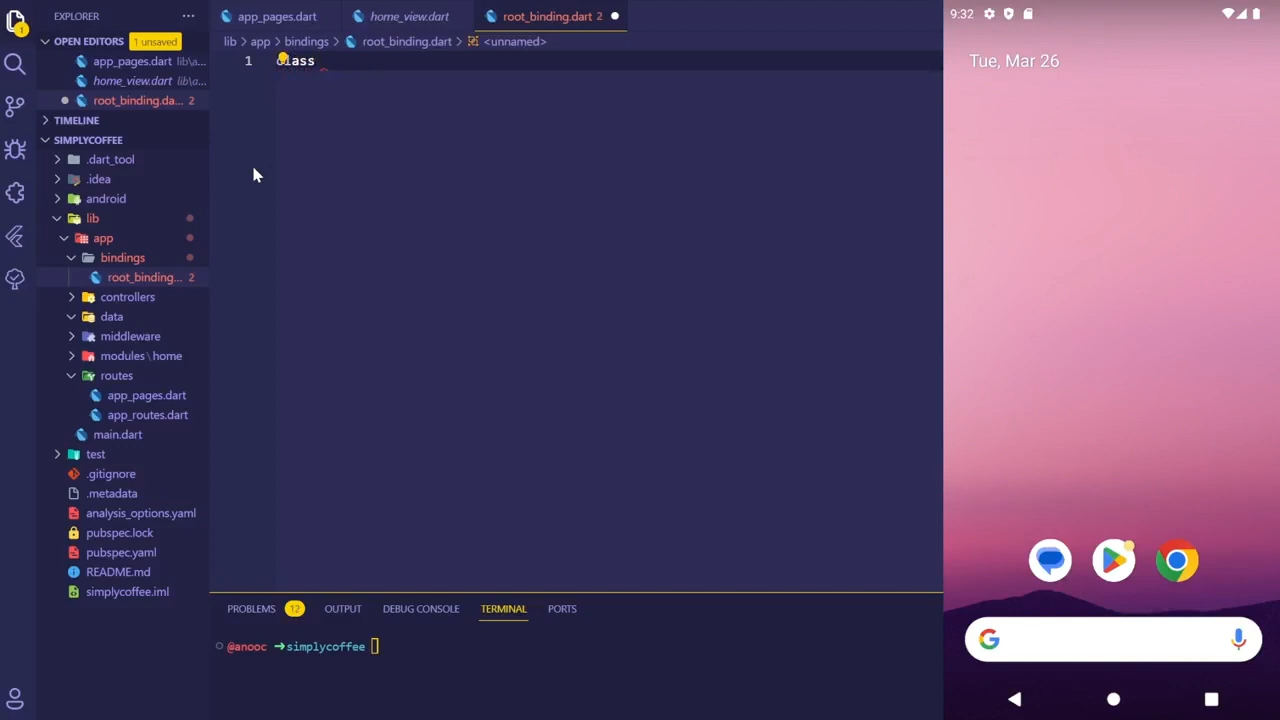 EXPLORER ···
OPEN EDITORS 1 unsaved
app_pages.dart lib\a...
home_view.dart lib\a...
root_binding.da... 2
TIMELINE
SIMPLYCOFFEE
.dart_tool
.idea
android
lib
app
bindings
root_binding... 2
controllers
data
middleware
modules\home
routes
app_pages.dart
app_routes.dart
main.dart
test
.gitignore
.metadata
analysis_options.yaml
pubspec.lock
pubspec.yaml
README.md
simplycoffee.iml
1
app_pages.dart home_view.dart root_binding.dart 2
lib > app > bindings > root_binding.dart > <unnamed>
1 class
PROBLEMS 12 OUTPUT DEBUG CONSOLE TERMINAL PORTS
@anooc ➜simplycoffee
9:32
Tue, Mar 26
G